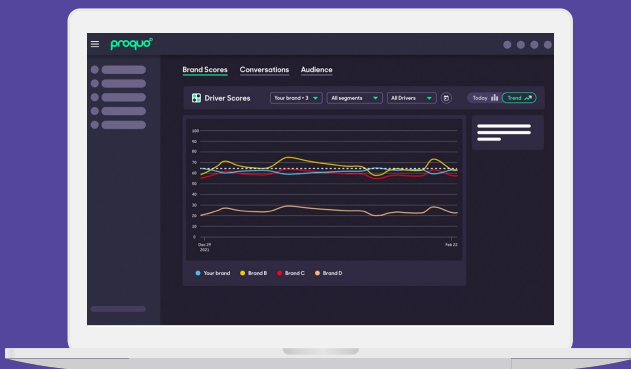 proquo
Brand Scores Conversations Audience
Driver Scores Your brand + 3 All segments All Drivers Today Trend
100
90
80
70
60
50
40
30
20
10
0
Dec 29 Feb 22
2021
Your brand Brand B Brand C Brand D